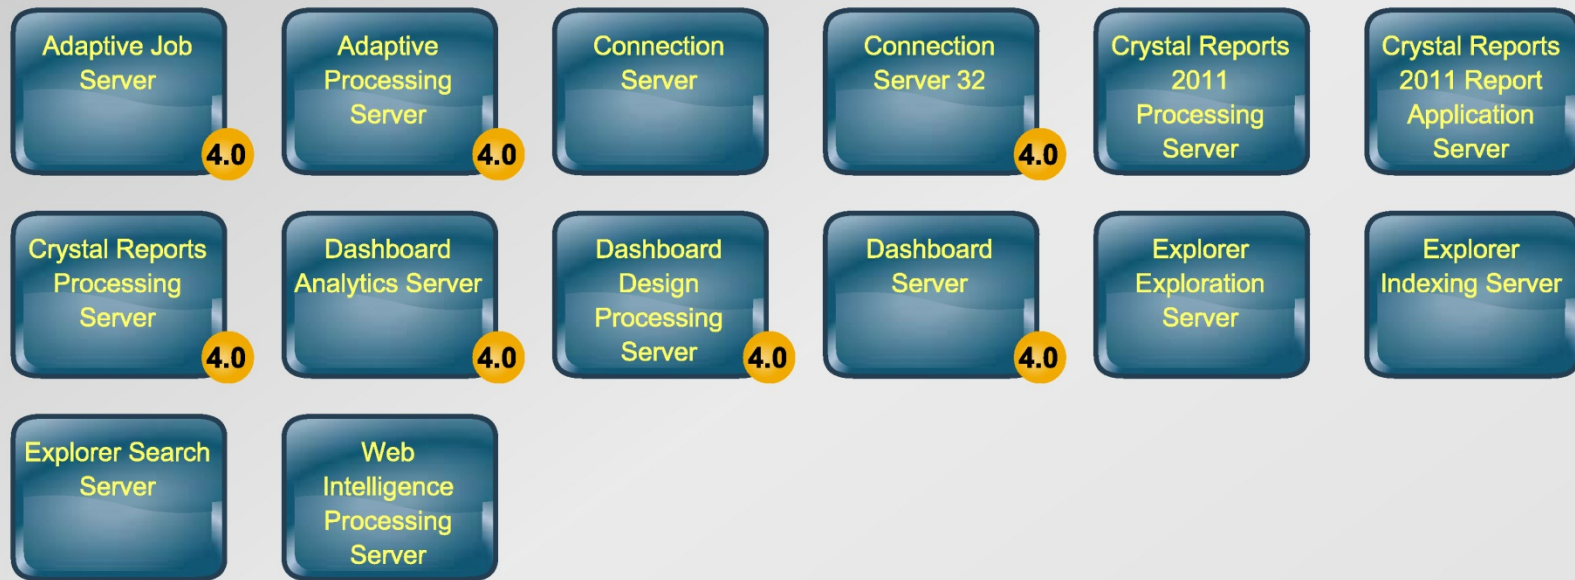 Adaptive Job
Server
4.0
Adaptive
Processing
Server
4.0
Connection
Server
Connection
Server 32
4.0
Crystal Reports
2011
Processing
Server
Crystal Reports
2011 Report
Application
Server
Crystal Reports
Processing
Server
4.0
Dashboard
Analytics Server
4.0
Dashboard
Design
Processing
Server
4.0
Dashboard
Server
4.0
Explorer
Exploration
Server
Explorer
Indexing Server
Explorer Search
Server
Web
Intelligence
Processing
Server